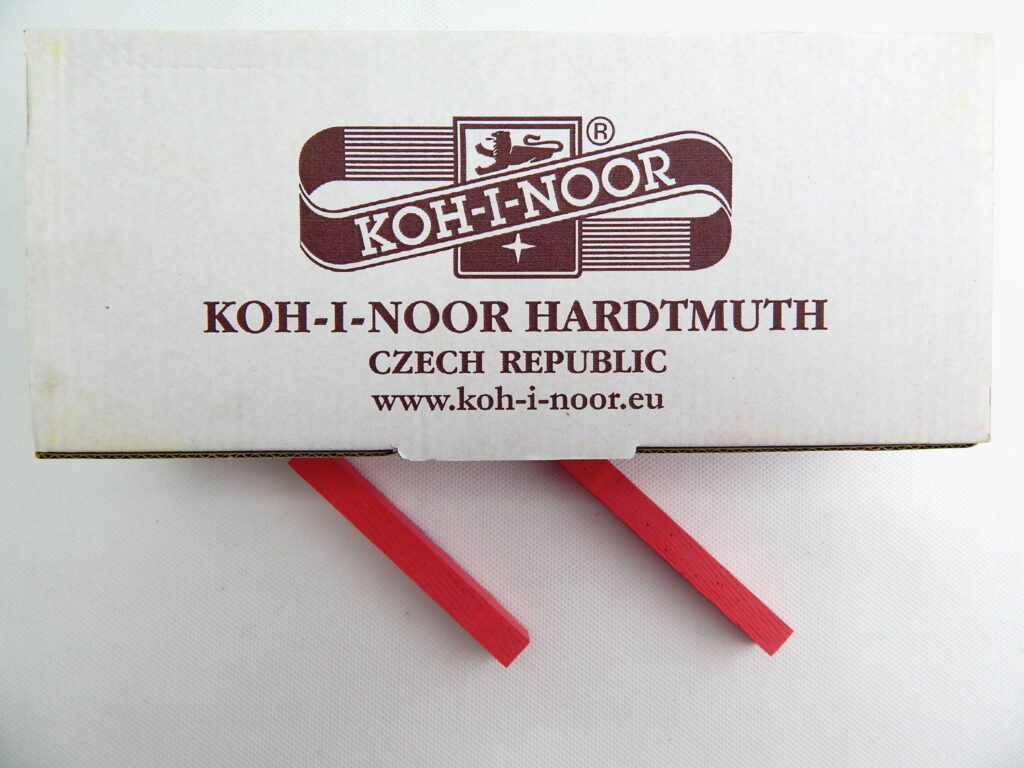 ®
KOH-I-NOOR
KOH-I-NOOR HARDTMUTH
CZECH REPUBLIC
www.koh-i-noor.eu